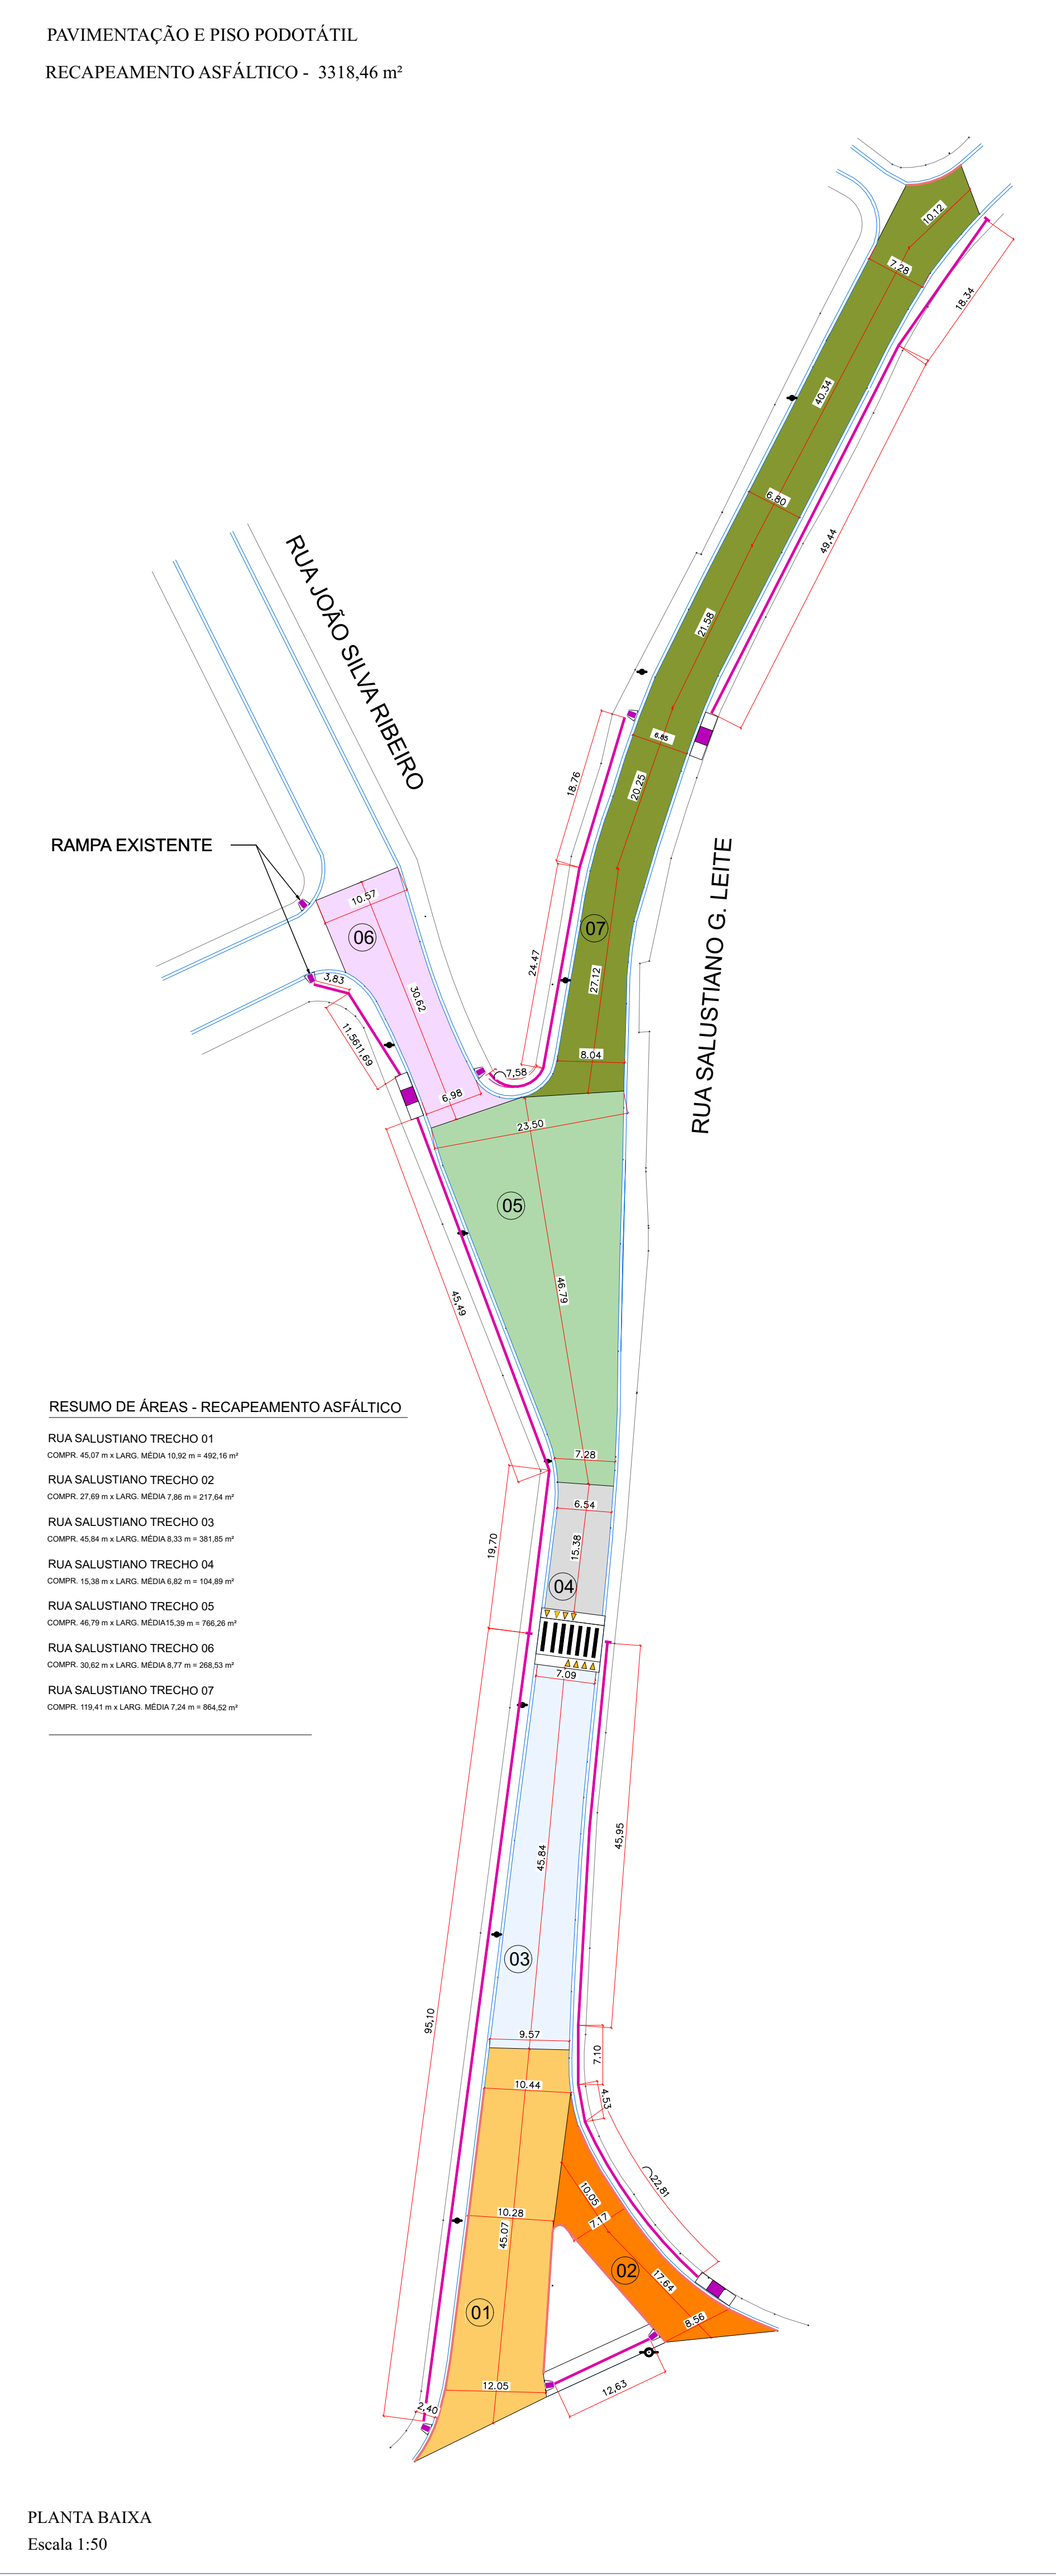 PAVIMENTAÇÃO E PISO PODOTÁTIL
RECAPEAMENTO ASFÁLTICO - 3318,46 m²
10.12
7.28
18.34
40.34
6.80
49,44
21.58
RUA JOÃO SILVA RIBEIRO
6.85
18.76
20.25
RAMPA EXISTENTE
RUA SALUSTIANO G. LEITE
10.57
06
07
24.47
3,83
27.12
30.62
11.5611,69
8.04
7,58
6.98
23.50
05
46.79
45,49
RESUMO DE ÁREAS - RECAPEAMENTO ASFÁLTICO
RUA SALUSTIANO TRECHO 01
COMPR. 45,07 m x LARG. MÉDIA 10,92 m = 492,16 m²
RUA SALUSTIANO TRECHO 02
COMPR. 27,69 m x LARG. MÉDIA 7,86 m = 217,64 m²
RUA SALUSTIANO TRECHO 03
COMPR. 45,84 m x LARG. MÉDIA 8,33 m = 381,85 m²
RUA SALUSTIANO TRECHO 04
COMPR. 15,38 m x LARG. MÉDIA 6,82 m = 104,89 m²
RUA SALUSTIANO TRECHO 05
COMPR. 46,79 m x LARG. MÉDIA15,39 m = 766,26 m²
RUA SALUSTIANO TRECHO 06
COMPR. 30,62 m x LARG. MÉDIA 8,77 m = 268,53 m²
RUA SALUSTIANO TRECHO 07
COMPR. 119,41 m x LARG. MÉDIA 7,24 m = 864,52 m²
7.28
6.54
19,70
15.38
04
7.09
45,95
45.84
03
95,10
9.57
7.10
10.44
4.53
22,81
10.05
10.28
7.17
45.07
02
17.64
01
8.56
12.05
12,63
2,40
PLANTA BAIXA
Escala 1:50